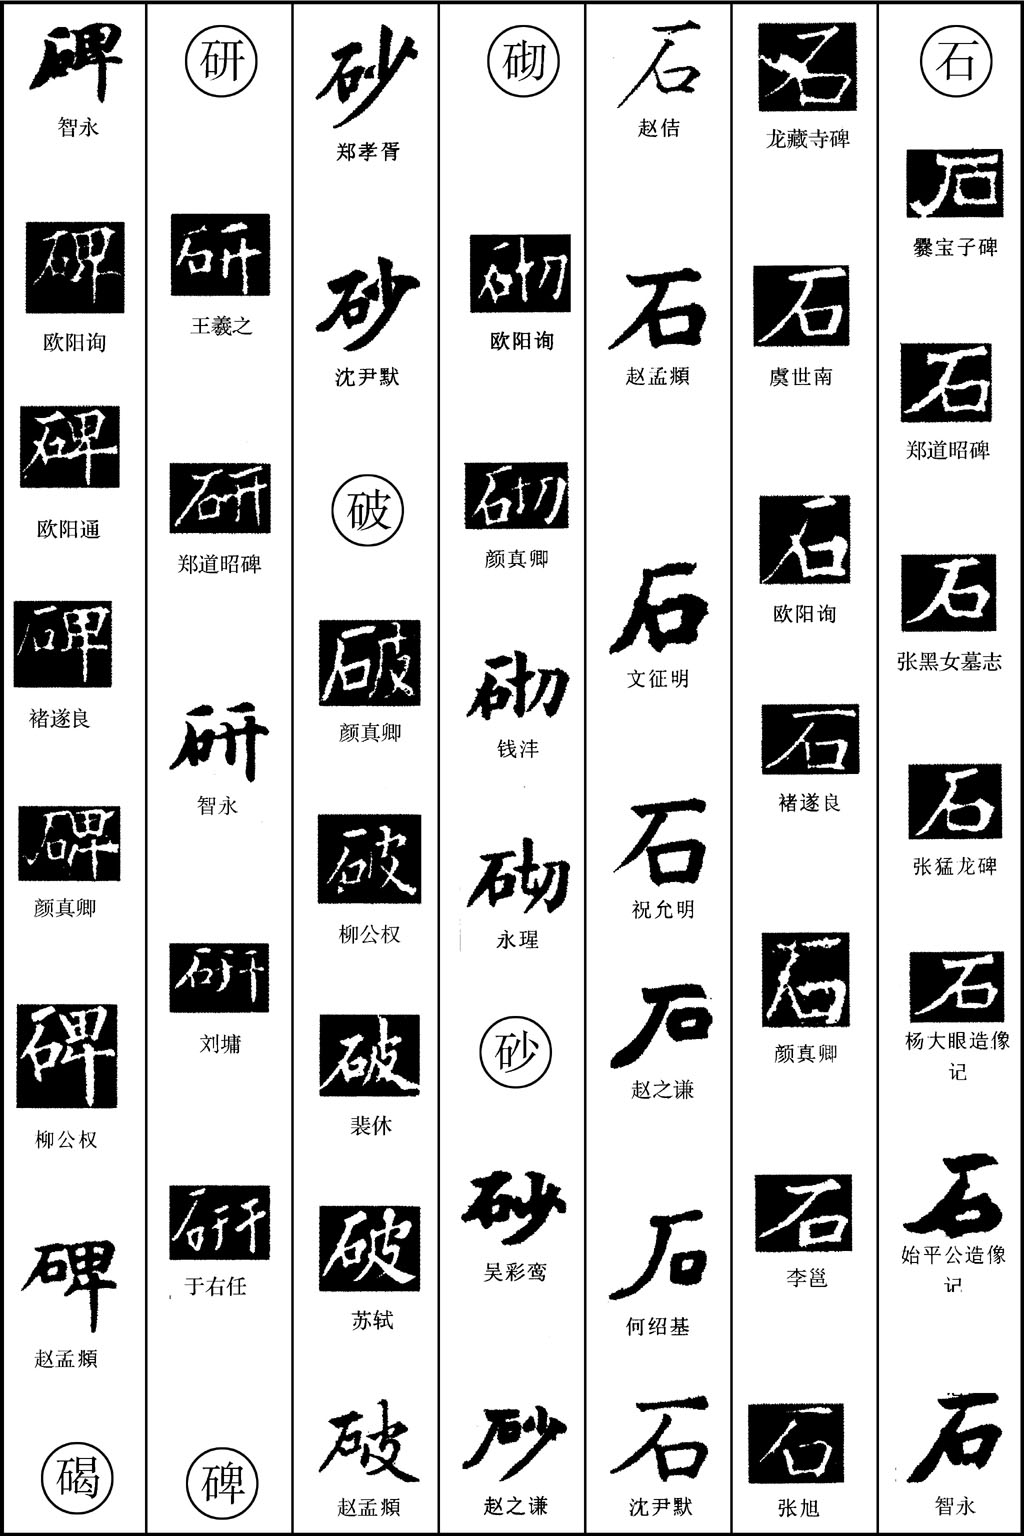 石
石
爨宝子碑
石
郑道昭碑
石
张黑女墓志
石
张猛龙碑
石
杨大眼造像
记
石
始平公造像
记
石
智永
石
龙藏寺碑
石
虞世南
石
欧阳询
石
褚遂良
石
颜真卿
石
李邕
石
张旭
石
赵佶
石
赵孟頫
石
文征明
石
祝允明
石
赵之谦
石
何绍基
石
沈尹默
砌
砌
欧阳询
砌
颜真卿
砌
钱沣
砌
永瑆
砂
砂
吴彩鸾
砂
赵之谦
砂
郑孝胥
砂
沈尹默
破
破
颜真卿
破
柳公权
破
裴休
破
苏轼
破
赵孟頫
研
研
王羲之
研
郑道昭碑
研
智永
研
刘墉
研
于右任
碑
碑
智永
碑
欧阳询
碑
欧阳通
碑
褚遂良
碑
颜真卿
碑
柳公权
碑
赵孟頫
碣